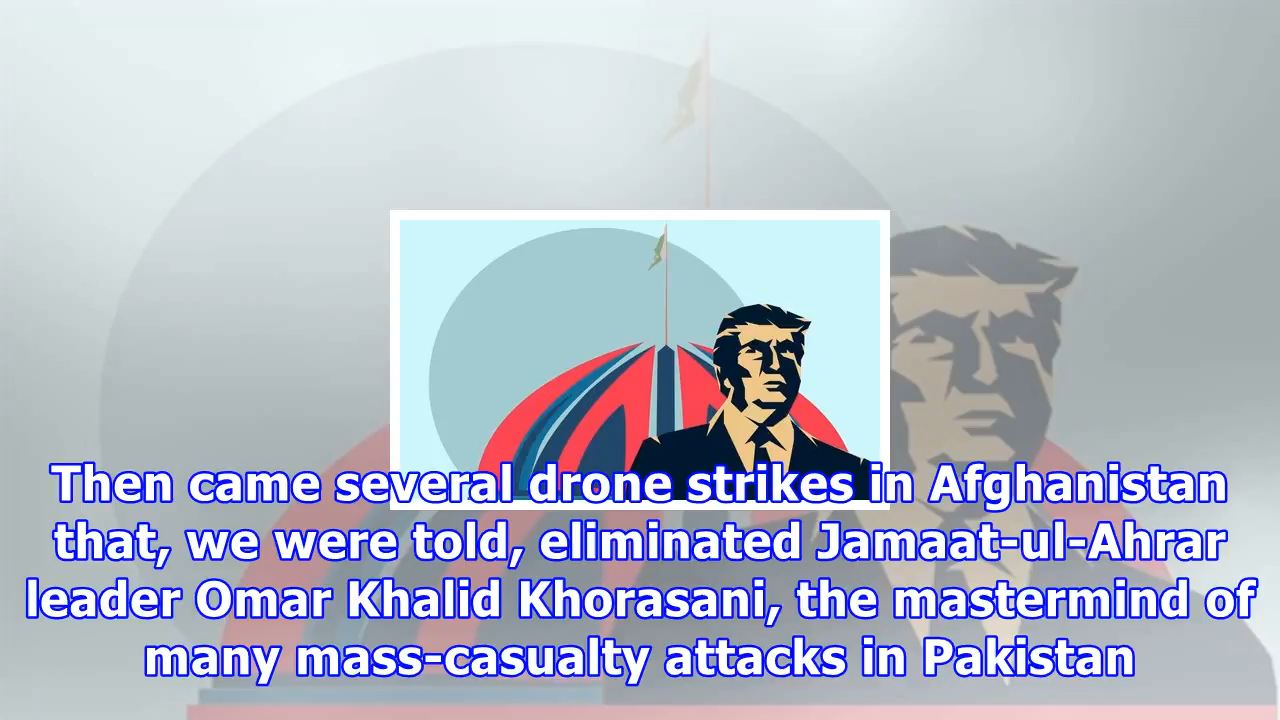 Then came several drone strikes in Afghanistan
that, we were told, eliminated Jamaat-ul-Ahrar
leader Omar Khalid Khorasani, the mastermind of
many mass-casualty attacks in Pakistan